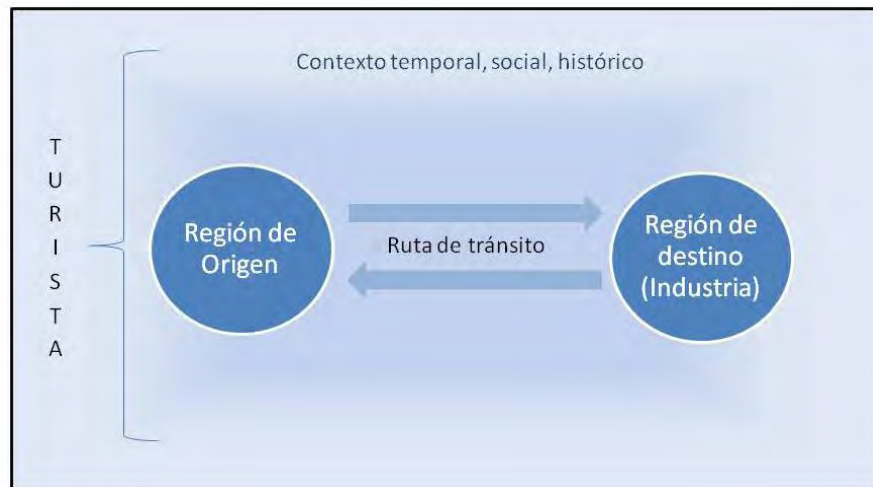 Contexto temporal, social, histórico
T
U
R
I
S
T
A
Región de
Origen
Ruta de tránsito
Región de
destino
(Industria)